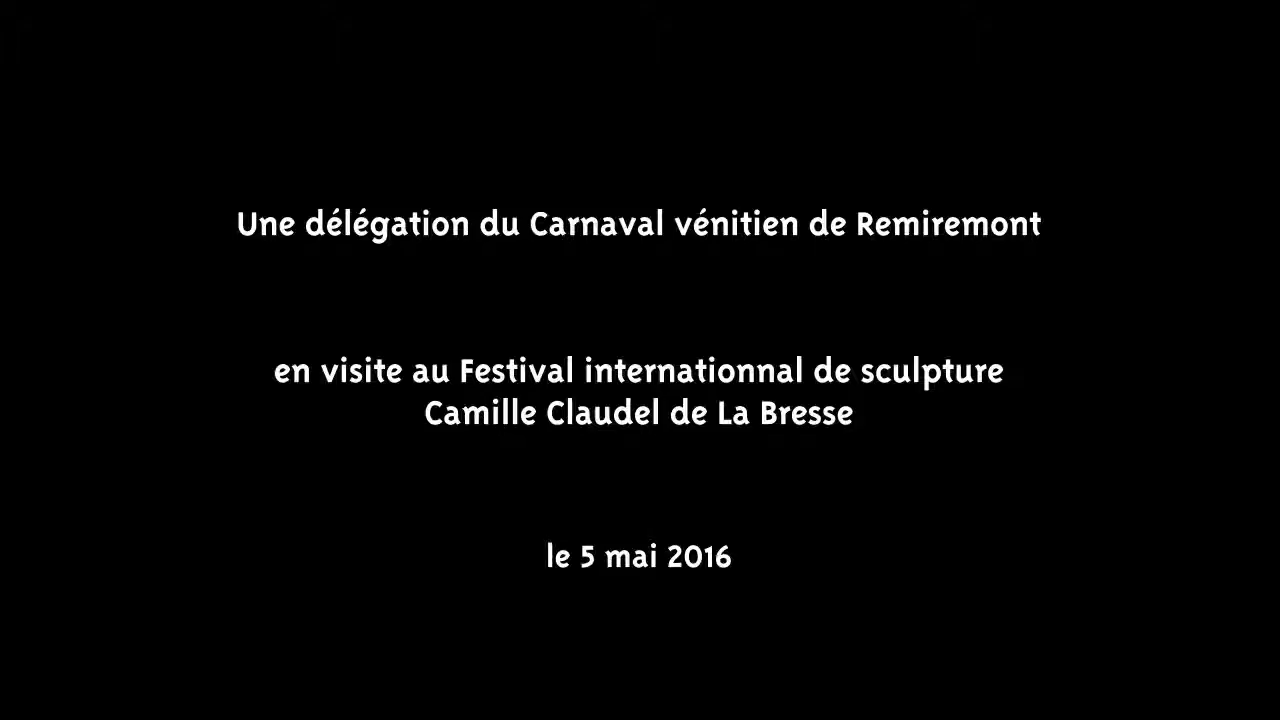 Une délégation du Carnaval vénitien de Remiremont
en visite au Festival internationnal de sculpture
Camille Claudel de La Bresse
le 5 mai 2016